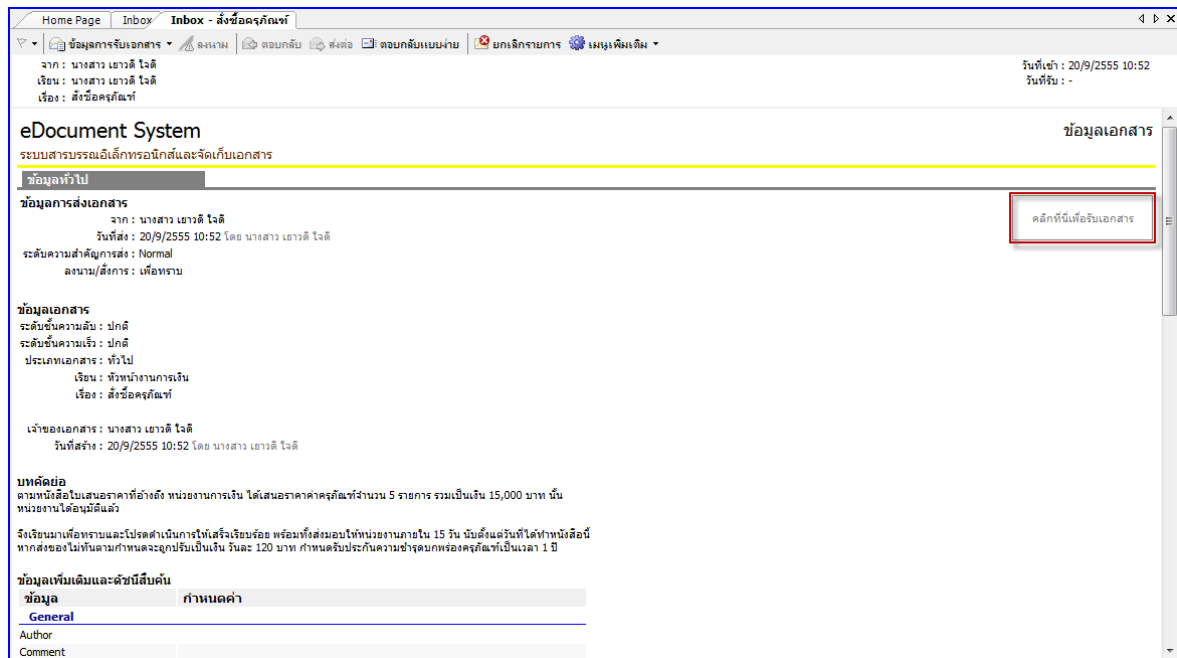 Home Page Inbox Inbox - สั่งซื้อครุภัณฑ์
ข้อมูลการรับเอกสาร ลงนาม ตอบกลับ ส่งต่อ ตอบกลับแบบง่าย ยกเลิกรายการ เมนูเพิ่มเติม
จาก : นางสาว เยาวดี ใจดี วันที่เข้า : 20/9/2555 10:52
เรียน : นางสาว เยาวดี ใจดี วันที่รับ : -
เรื่อง : สั่งซื้อครุภัณฑ์
eDocument System ข้อมูลเอกสาร
ระบบสารบรรณอิเล็กทรอนิกส์และจัดเก็บเอกสาร
ข้อมูลทั่วไป
ข้อมูลการส่งเอกสาร
จาก : นางสาว เยาวดี ใจดี คลิกที่นี่เพื่อรับเอกสาร
วันที่ส่ง : 20/9/2555 10:52 โดย นางสาว เยาวดี ใจดี
ระดับความสำคัญการส่ง : Normal
ลงนาม/สั่งการ : เพื่อทราบ
ข้อมูลเอกสาร
ระดับชั้นความลับ : ปกติ
ระดับชั้นความเร็ว : ปกติ
ประเภทเอกสาร : ทั่วไป
เรียน : หัวหน้างานการเงิน
เรื่อง : สั่งซื้อครุภัณฑ์
เจ้าของเอกสาร : นางสาว เยาวดี ใจดี
วันที่สร้าง : 20/9/2555 10:52 โดย นางสาว เยาวดี ใจดี
บทคัดย่อ
ตามหนังสือใบเสนอราคาที่อ้างถึง หน่วยงานการเงิน ได้เสนอราคาค่าครุภัณฑ์จำนวน 5 รายการ รวมเป็นเงิน 15,000 บาท นั้น
หน่วยงานได้อนุมัติแล้ว
จึงเรียนมาเพื่อทราบและโปรดดำเนินการให้เสร็จเรียบร้อย พร้อมทั้งส่งมอบให้หน่วยงานภายใน 15 วัน นับตั้งแต่วันที่ได้ทำหนังสือนี้
หากส่งของไม่ทันตามกำหนดจะถูกปรับเป็นเงิน วันละ 120 บาท กำหนดรับประกันความชำรุดบกพร่องครุภัณฑ์เป็นเวลา 1 ปี
ข้อมูลเพิ่มเติมและดัชนีสืบค้น
ข้อมูล กำหนดค่า
General
Author
Comment